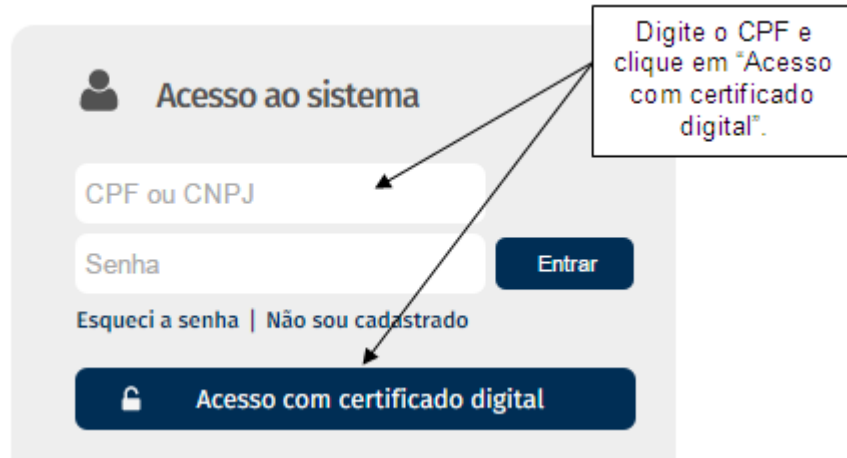 Digite o CPF e
clique em “Acesso
com certificado
digital”.
Acesso ao sistema
CPF ou CNPJ
Senha
Entrar
Esqueci a senha | Não sou cadastrado
Acesso com certificado digital